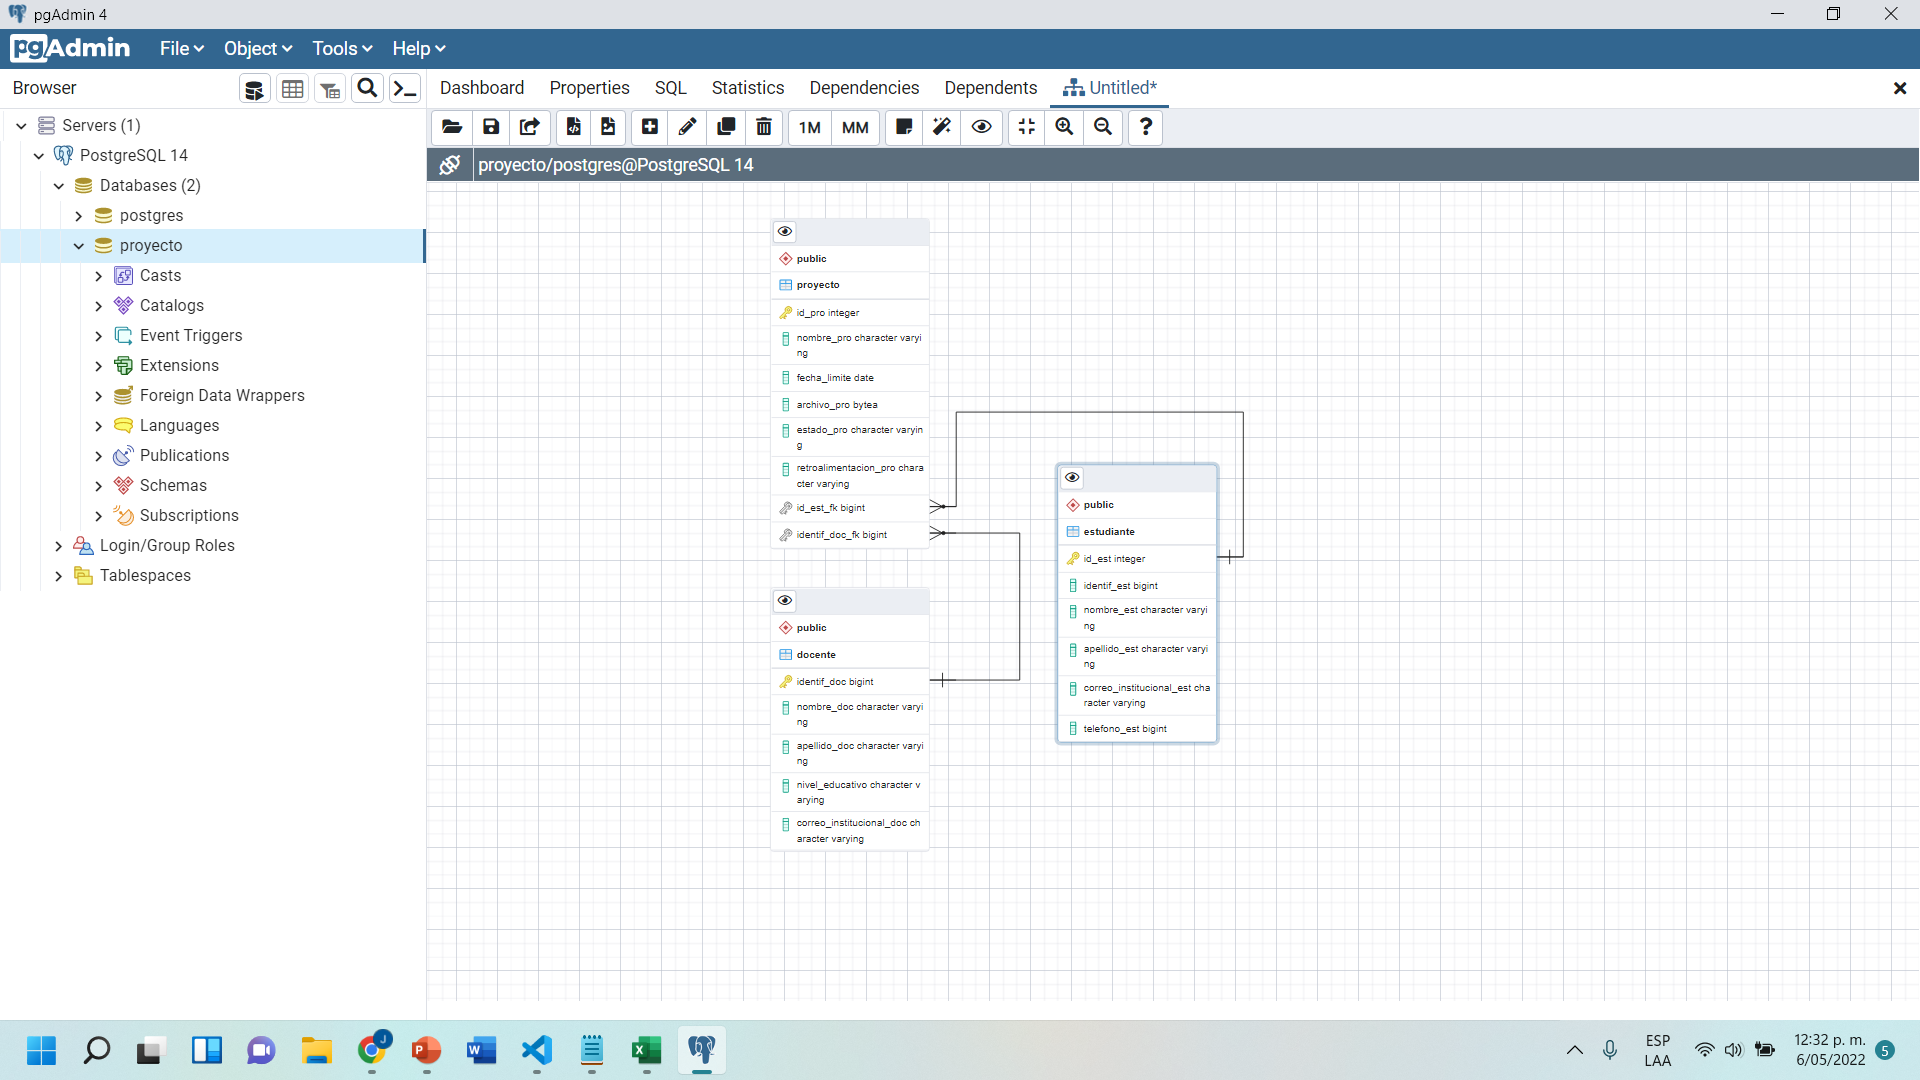 pgAdmin 4
pgAdmin
File
Object
Tools
Help
Browser
Dashboard
Properties
SQL
Statistics
Dependencies
Dependents
Untitled*
1M
MM
?
proyecto/postgres@PostgreSQL 14
Servers (1)
PostgreSQL 14
Databases (2)
postgres
proyecto
Casts
Catalogs
Event Triggers
Extensions
Foreign Data Wrappers
Languages
Publications
Schemas
Subscriptions
Login/Group Roles
Tablespaces
public
proyecto
id_pro integer
nombre_pro character varyi
ng
fecha_limite date
archivo_pro bytea
estado_pro character varyin
g
retroalimentacion_pro chara
cter varying
id_est_fk bigint
identif_doc_fk bigint
public
docente
identif_doc bigint
nombre_doc character varyi
ng
apellido_doc character varyi
ng
nivel_educativo character v
arying
correo_institucional_doc ch
aracter varying
public
estudiante
id_est integer
identif_est bigint
nombre_est character varyi
ng
apellido_est character varyi
ng
correo_institucional_est cha
racter varying
telefono_est bigint
J
P
W
X
ESP
LAA
12:32 p. m.
6/05/2022
5